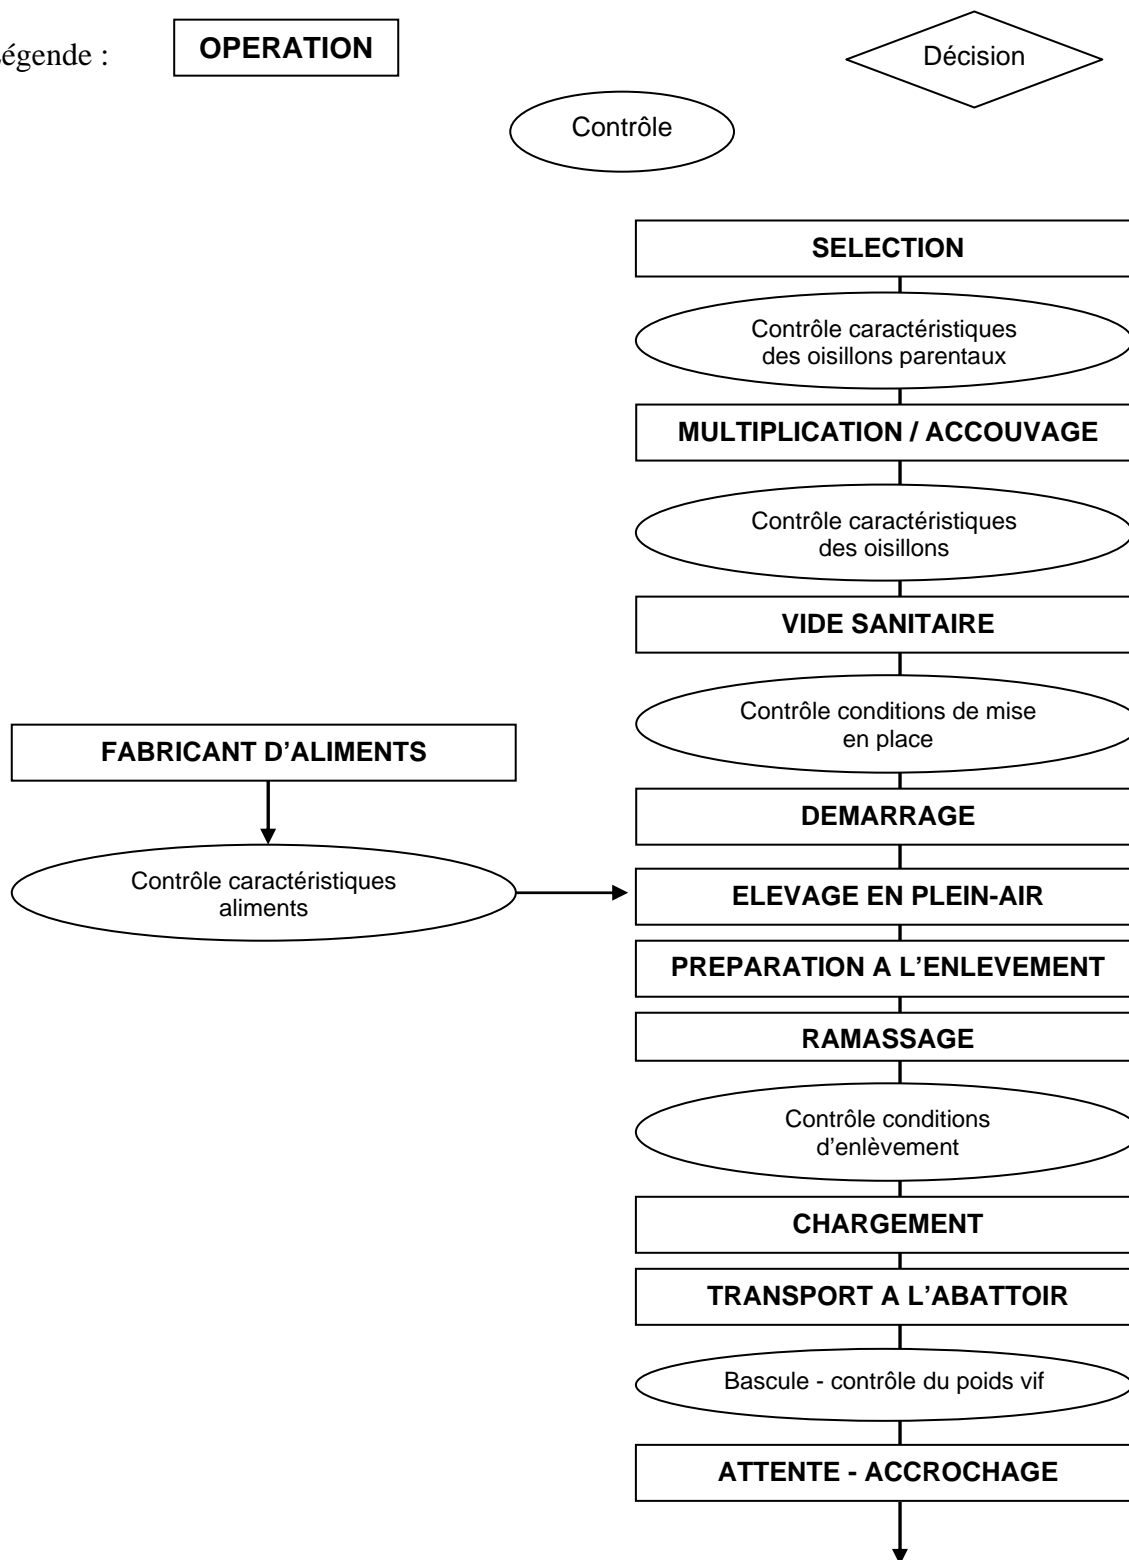 égende :
OPERATION
Décision
Contrôle
SELECTION
Contrôle caractéristiques
des oisillons parentaux
MULTIPLICATION / ACCOUVAGE
Contrôle caractéristiques
des oisillons
VIDE SANITAIRE
Contrôle conditions de mise
en place
FABRICANT D’ALIMENTS
DEMARRAGE
Contrôle caractéristiques
aliments
ELEVAGE EN PLEIN-AIR
PREPARATION A L’ENLEVEMENT
RAMASSAGE
Contrôle conditions
d’enlèvement
CHARGEMENT
TRANSPORT A L’ABATTOIR
Bascule - contrôle du poids vif
ATTENTE - ACCROCHAGE